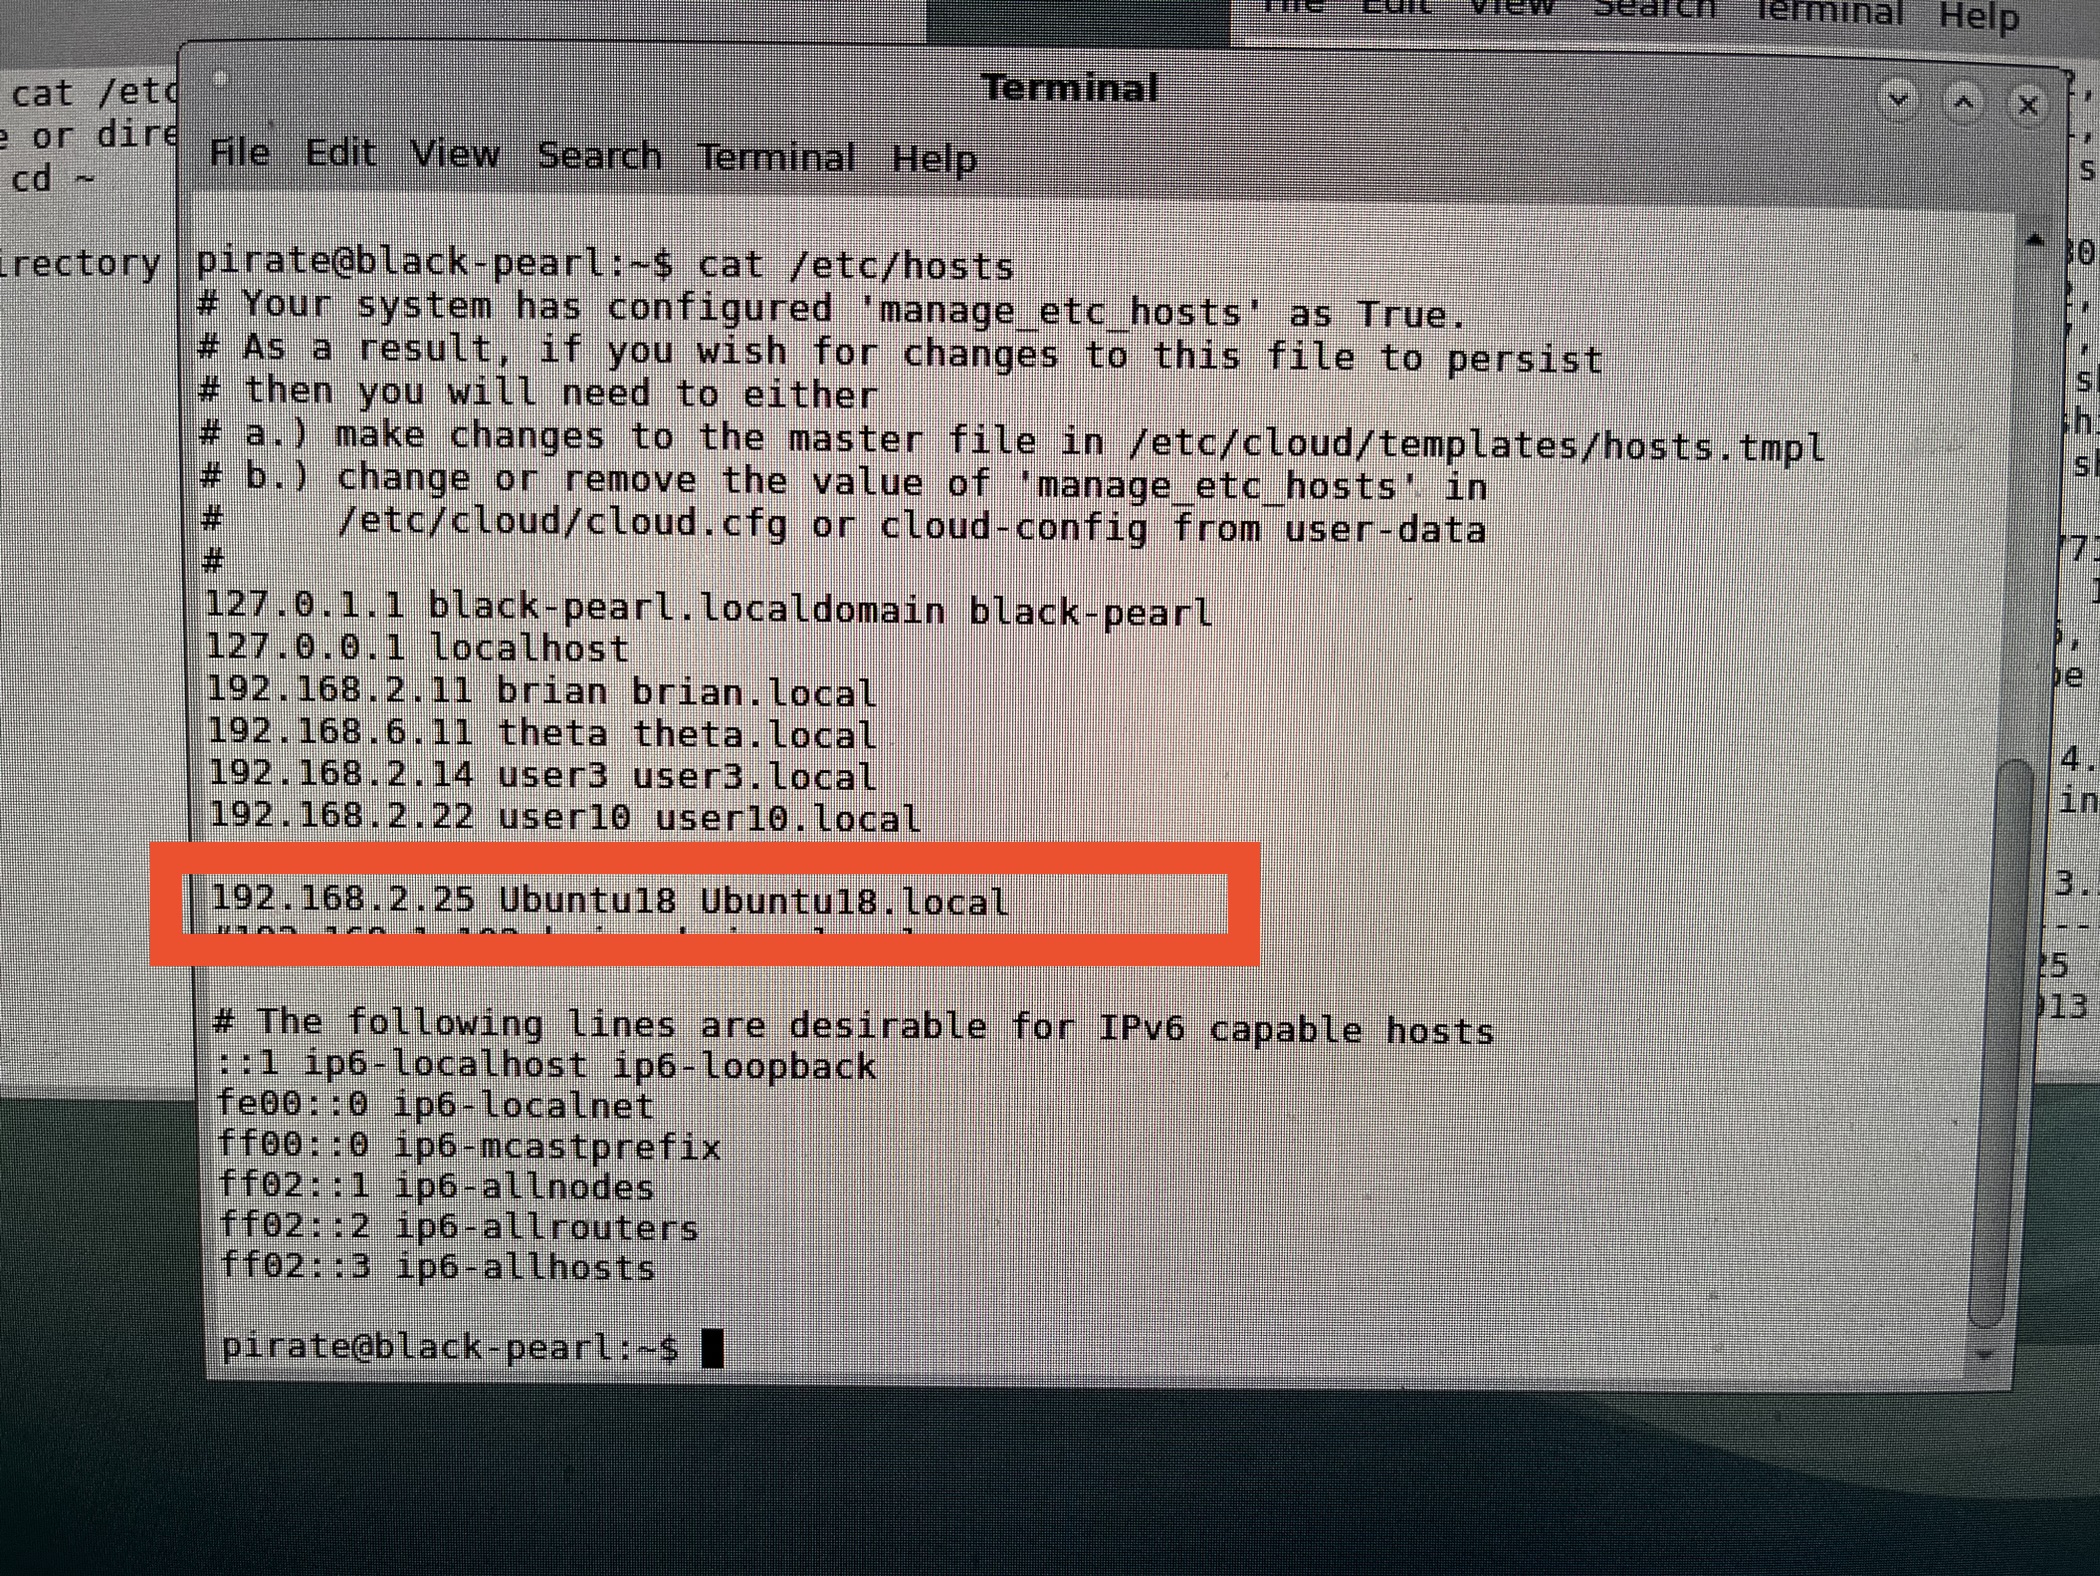 File Edit View Search Terminal Help
cat /etc
e or dire
cd ~
irectory
Terminal
File Edit View Search Terminal Help
pirate@black-pearl:~$ cat /etc/hosts
# Your system has configured 'manage_etc_hosts' as True.
# As a result, if you wish for changes to this file to persist
# then you will need to either
# a.) make changes to the master file in /etc/cloud/templates/hosts.tmpl
# b.) change or remove the value of 'manage_etc_hosts' in
#     /etc/cloud/cloud.cfg or cloud-config from user-data
#
127.0.1.1 black-pearl.localdomain black-pearl
127.0.0.1 localhost
192.168.2.11 brian brian.local
192.168.6.11 theta theta.local
192.168.2.14 user3 user3.local
192.168.2.22 user10 user10.local
192.168.2.25 Ubuntu18 Ubuntu18.local
# The following lines are desirable for IPv6 capable hosts
::1 ip6-localhost ip6-loopback
fe00::0 ip6-localnet
ff00::0 ip6-mcastprefix
ff02::1 ip6-allnodes
ff02::2 ip6-allrouters
ff02::3 ip6-allhosts
pirate@black-pearl:~$